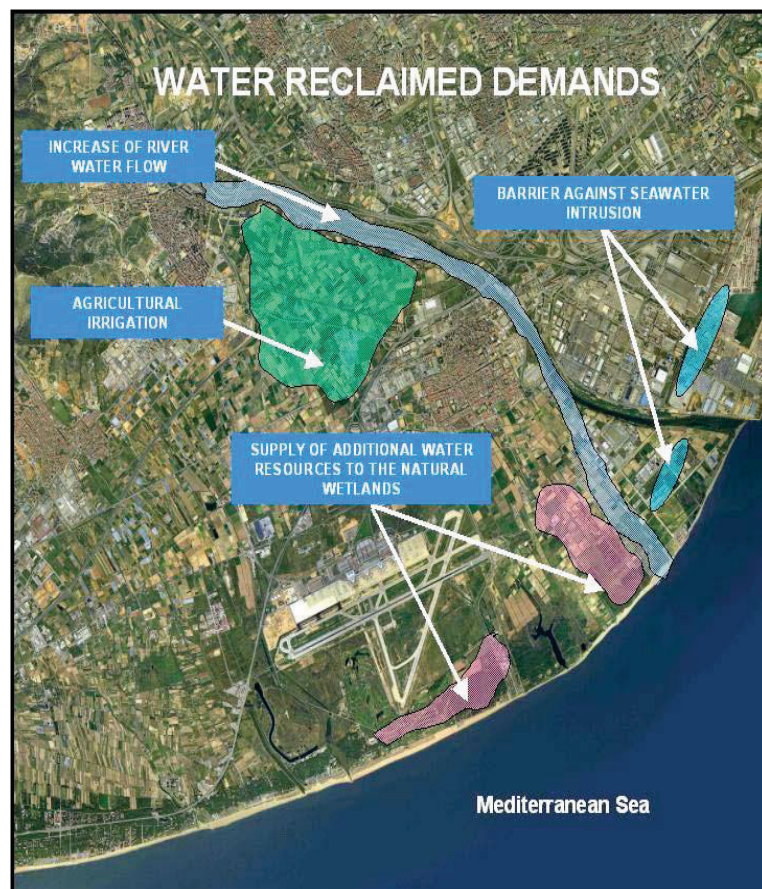 WATER RECLAIMED DEMANDS
INCREASE OF RIVER
WATER FLOW
BARRIER AGAINST SEAWATER
INTRUSION
AGRICULTURAL
IRRIGATION
SUPPLY OF ADDITIONAL WATER
RESOURCES TO THE NATURAL
WETLANDS
Mediterranean Sea